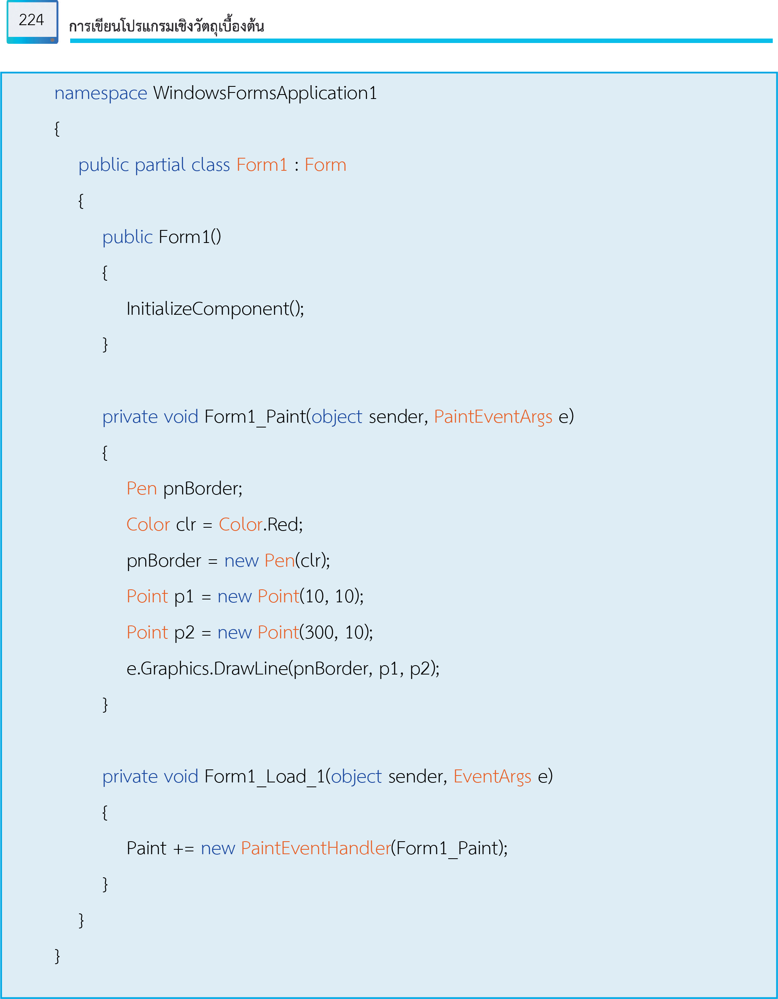 224
การเขียนโปรแกรมเชิงวัตถุเบื้องต้น
namespace WindowsFormsApplication1
{
public partial class Form1 : Form
{
public Form1()
{
InitializeComponent();
}
private void Form1_Paint(object sender, PaintEventArgs e)
{
Pen pnBorder;
Color clr = Color.Red;
pnBorder = new Pen(clr);
Point p1 = new Point(10, 10);
Point p2 = new Point(300, 10);
e.Graphics.DrawLine(pnBorder, p1, p2);
}
private void Form1_Load_1(object sender, EventArgs e)
{
Paint += new PaintEventHandler(Form1_Paint);
}
}
}